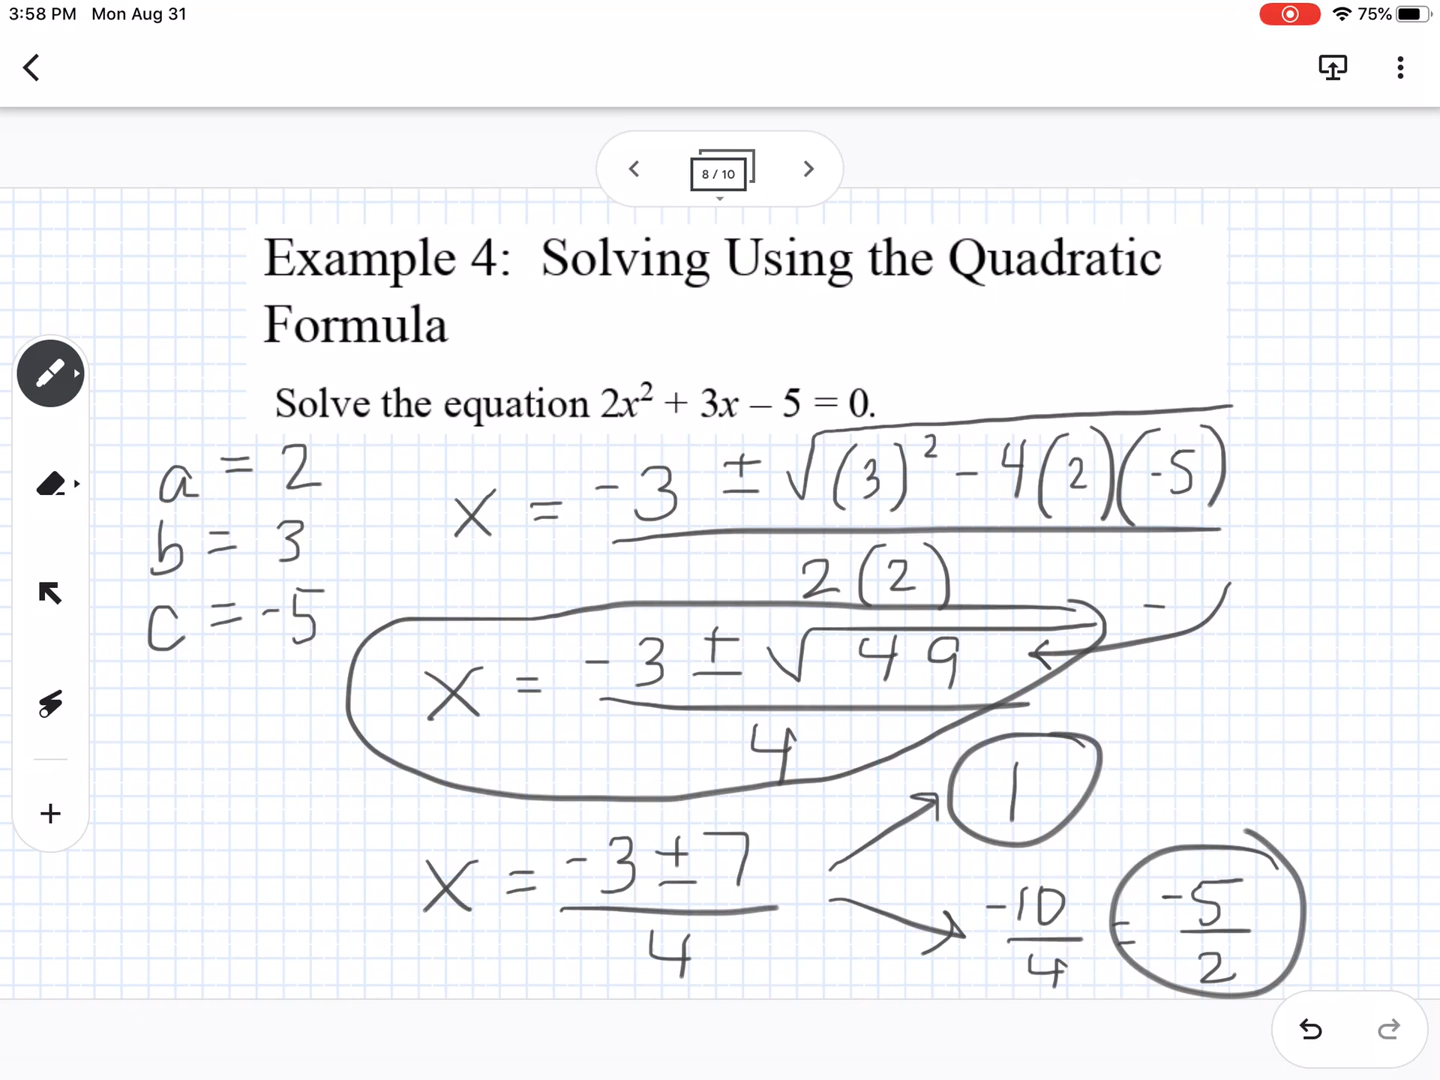 3:58 PM Mon Aug 31
75%
8 / 10
Example 4: Solving Using the Quadratic
Formula
Solve the equation 2x² + 3x – 5 = 0.
a = 2
b = 3
c = -5
x = (-3 ± √((3)² - 4(2)(-5))) / 2(2)
-
x = (-3 ± √49) / 4
x = (-3 ± 7) / 4
1
-10/4 = -5/2